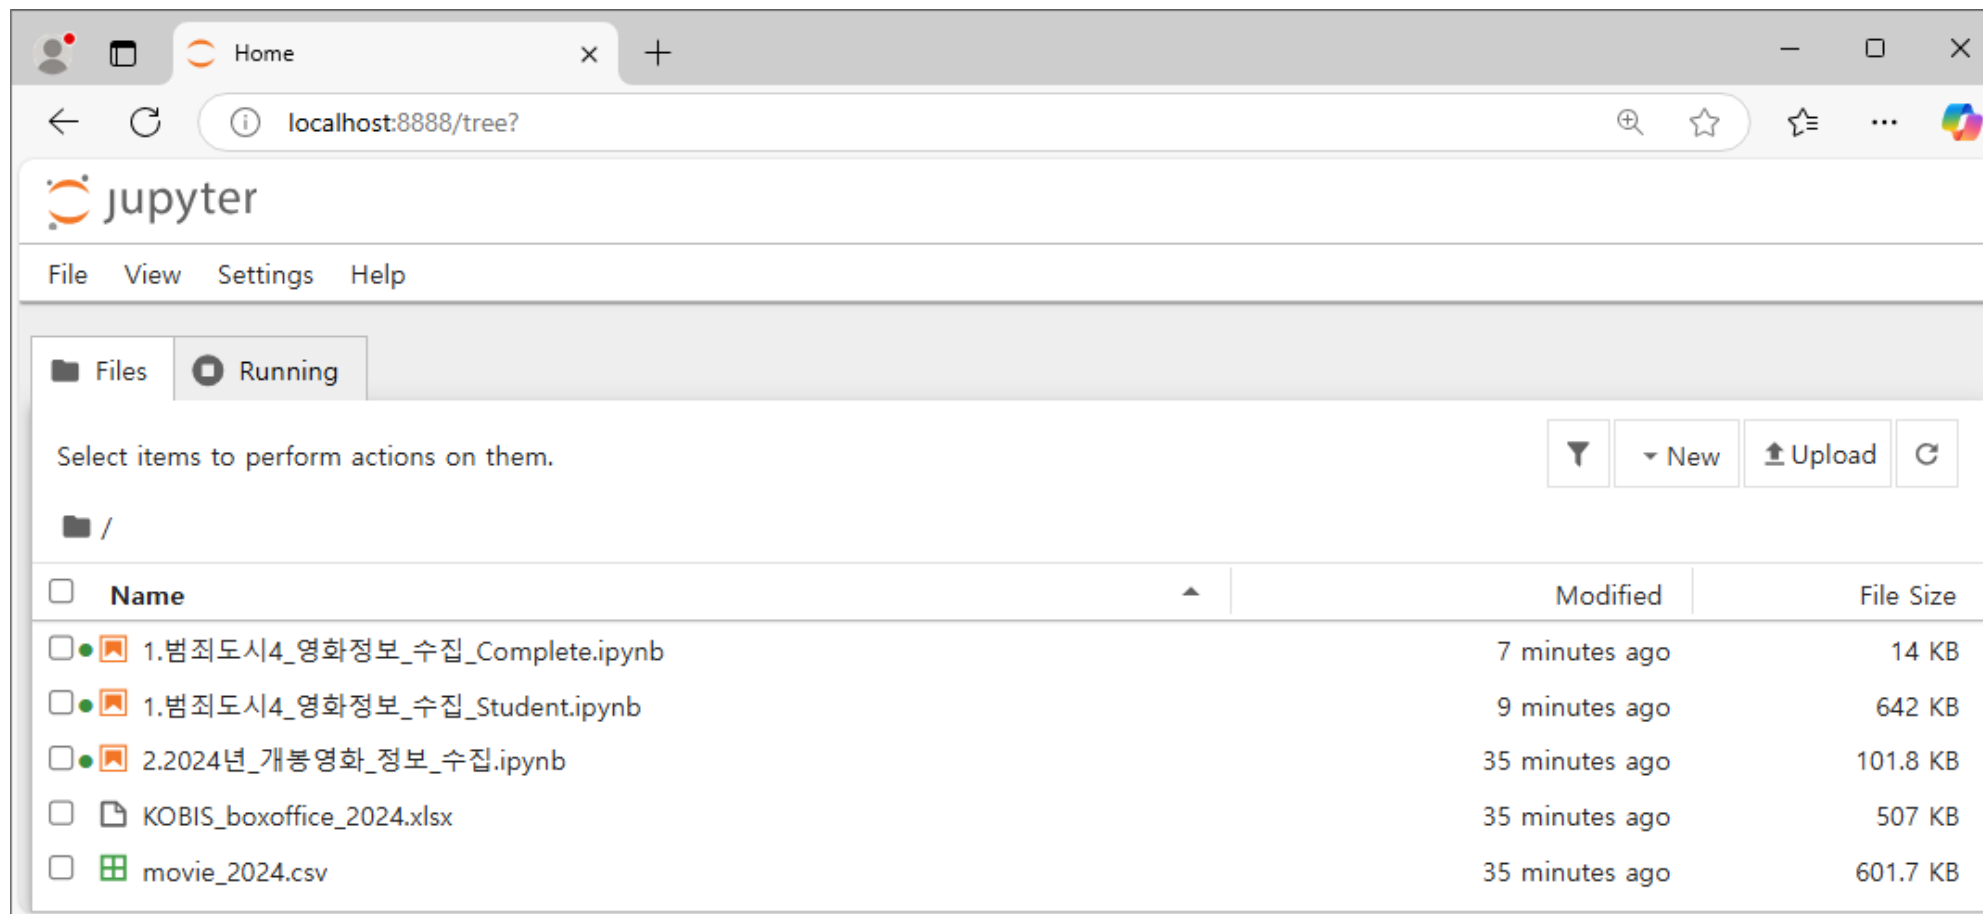 Home
localhost:8888/tree?
jupyter
File View Settings Help
Files Running
Select items to perform actions on them. New Upload
/
Name Modified File Size
1.범죄도시4_영화정보_수집_Complete.ipynb 7 minutes ago 14 KB
1.범죄도시4_영화정보_수집_Student.ipynb 9 minutes ago 642 KB
2.2024년_개봉영화_정보_수집.ipynb 35 minutes ago 101.8 KB
KOBIS_boxoffice_2024.xlsx 35 minutes ago 507 KB
movie_2024.csv 35 minutes ago 601.7 KB